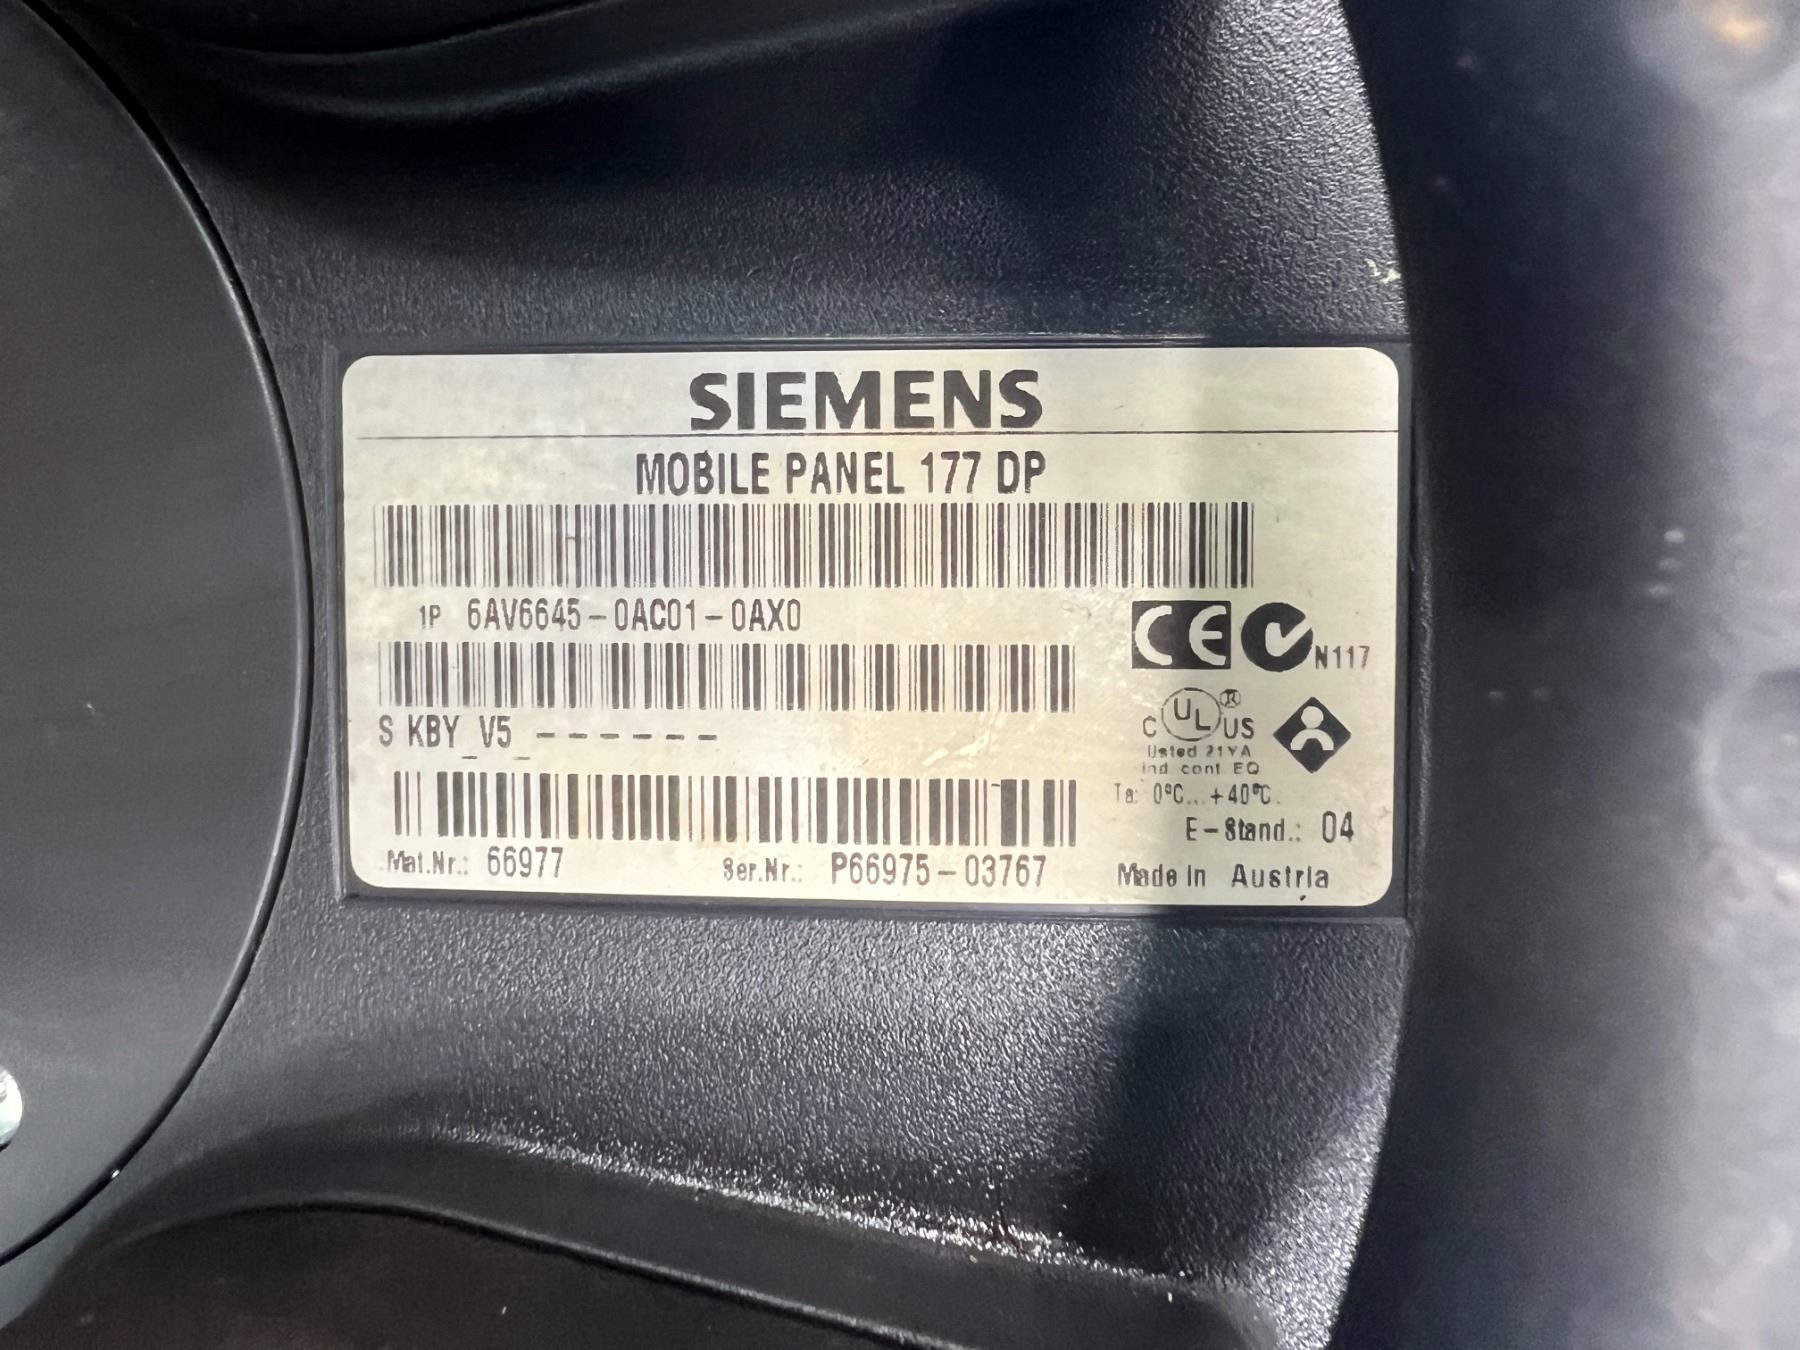 SIEMENS
MOBILE PANEL 177 DP
1P 6AV6645-0AC01-0AX0
CE N117
S KBY_V5_------
C UL® US
Listed 21YA
Ind cont EQ
Ta: 0°C...+40°C.
E-Stand.: 04
Mat.Nr.: 66977 Ser.Nr.: P66975-03767 Made in Austria